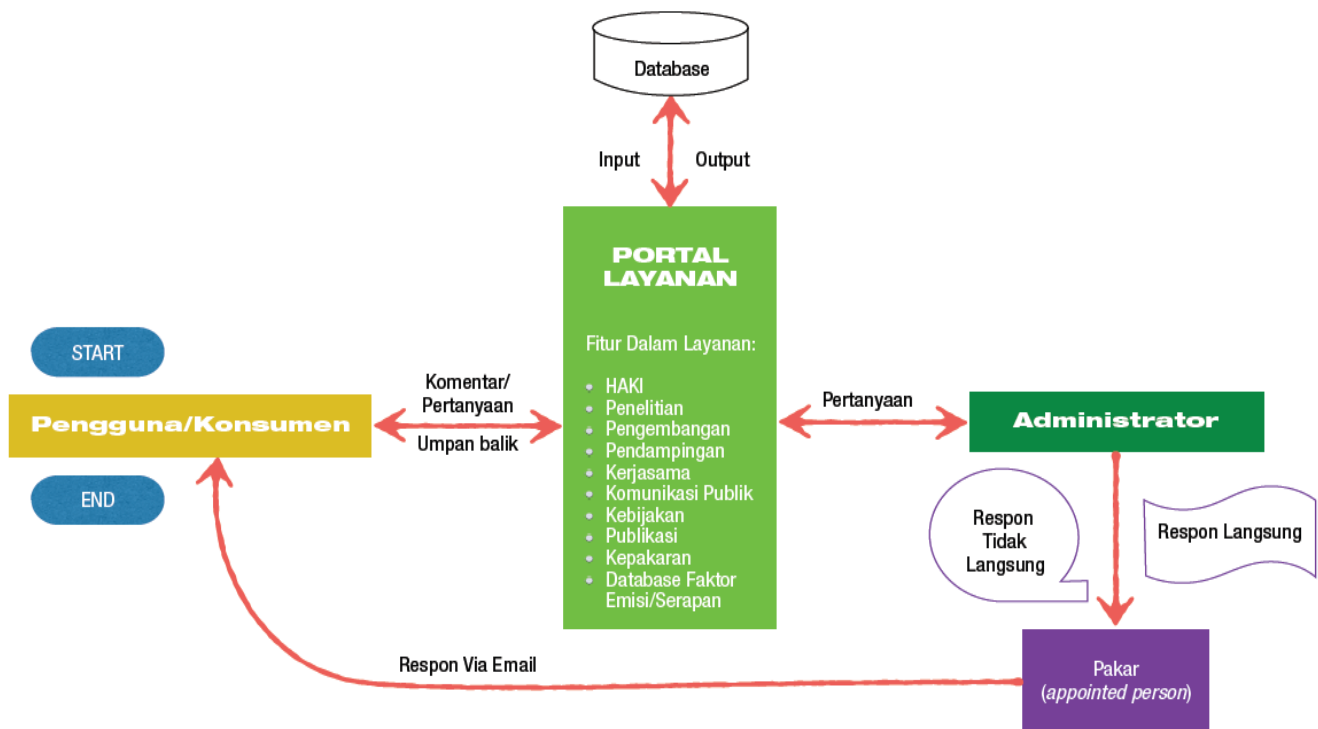 Database
Input
Output
PORTAL
LAYANAN
Fitur Dalam Layanan:
HAKI
Penelitian
Pengembangan
Pendampingan
Kerjasama
Komunikasi Publik
Kebijakan
Publikasi
Kepakaran
Database Faktor
Emisi/Serapan
START
Pengguna/Konsumen
END
Komentar/
Pertanyaan
Umpan balik
Pertanyaan
Administrator
Respon
Tidak
Langsung
Respon Langsung
Pakar
(appointed person)
Respon Via Email